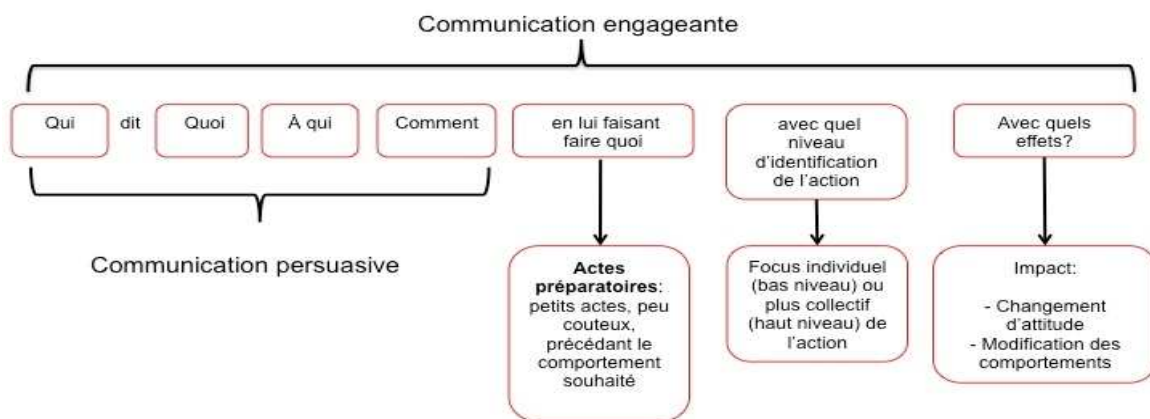 Communication engageante
Qui dit Quoi À qui Comment
en lui faisant
faire quoi
avec quel
niveau
d'identification
de l'action
Avec quels
effets?
Communication persuasive
Actes
préparatoires:
petits actes, peu
couteux,
précédant le
comportement
souhaité
Focus individuel
(bas niveau) ou
plus collectif
(haut niveau) de
l'action
Impact:
- Changement
d'attitude
- Modification des
comportements